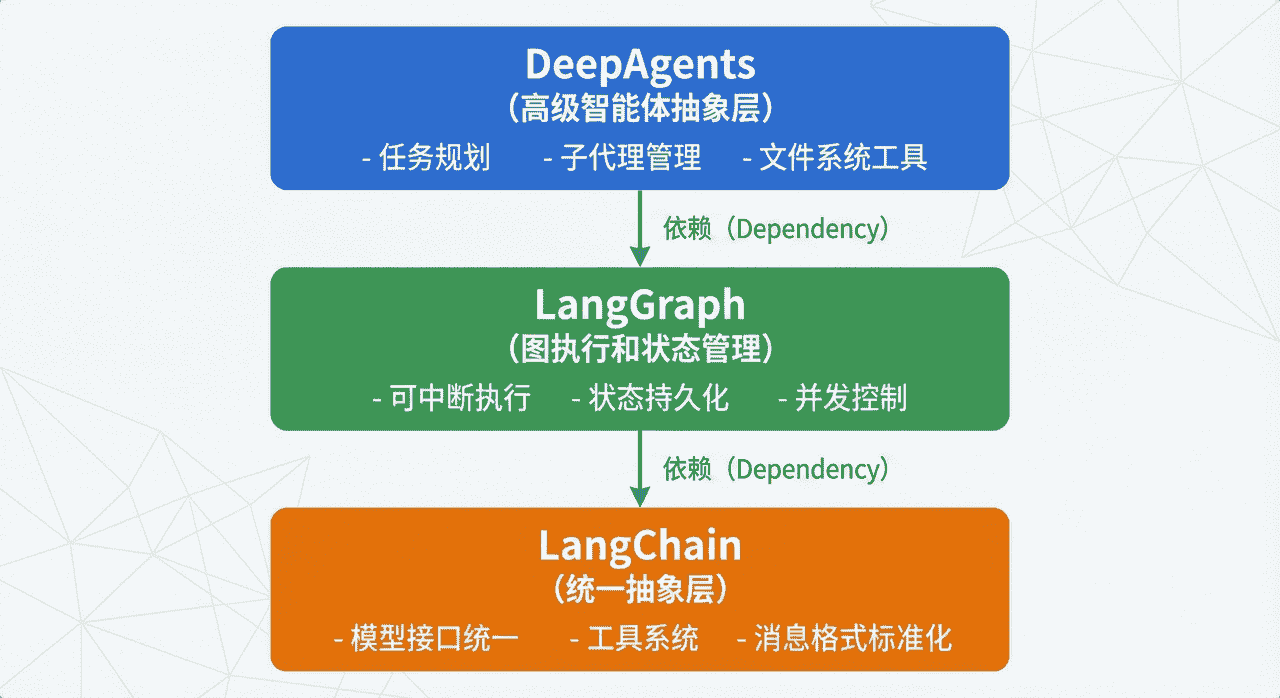 DeepAgents
（高级智能体抽象层）
- 任务规划 - 子代理管理 - 文件系统工具
依赖（Dependency）
LangGraph
（图执行和状态管理）
- 可中断执行 - 状态持久化 - 并发控制
依赖（Dependency）
LangChain
（统一抽象层）
- 模型接口统一 - 工具系统 - 消息格式标准化